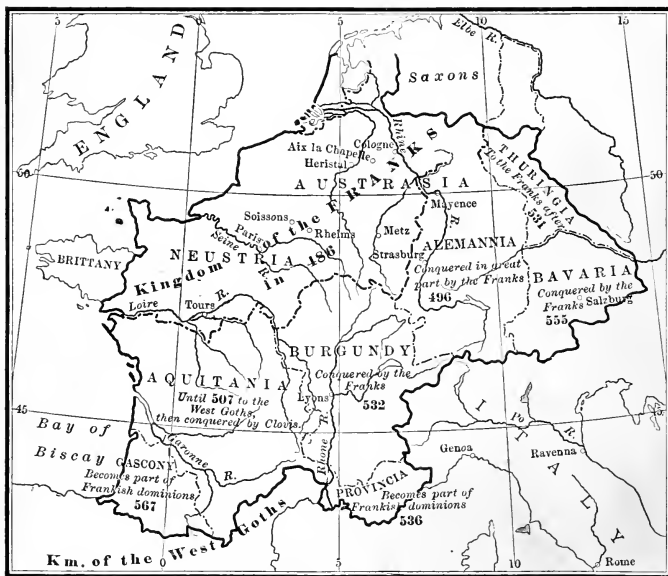 5
0
5
10
15
ENGLAND
Elbe R.
Saxons
Rhine
R.
Cologne
Aix la Chapelle
Heristal
AUSTRASIA
THURINGIA
To the Franks after
531
50
50
Mayence
Kingdom of the FRANKS
in 486
Soissons
Paris
Rheims
Seine R.
Metz
Strasburg
NEUSTRIA
BRITTANY
ALEMANNIA
Conquered in great
part by the Franks
496
BAVARIA
Conquered by the
Franks
Salzburg
555
Loire R.
Tours
BURGUNDY
Conquered by the
Franks
532
Lyons
Rhone R.
AQUITANIA
Until 507 to the
West Goths,
then conquered by Clovis.
45
45
Bay of
Biscay
Garonne R.
GASCONY
Becomes part of
Frankish dominions
567
PROVINCIA
Becomes part of
Frankish dominions
536
ITALY
Po R.
Genoa
Ravenna
Rome
Km. of the West Goths
0
5
10